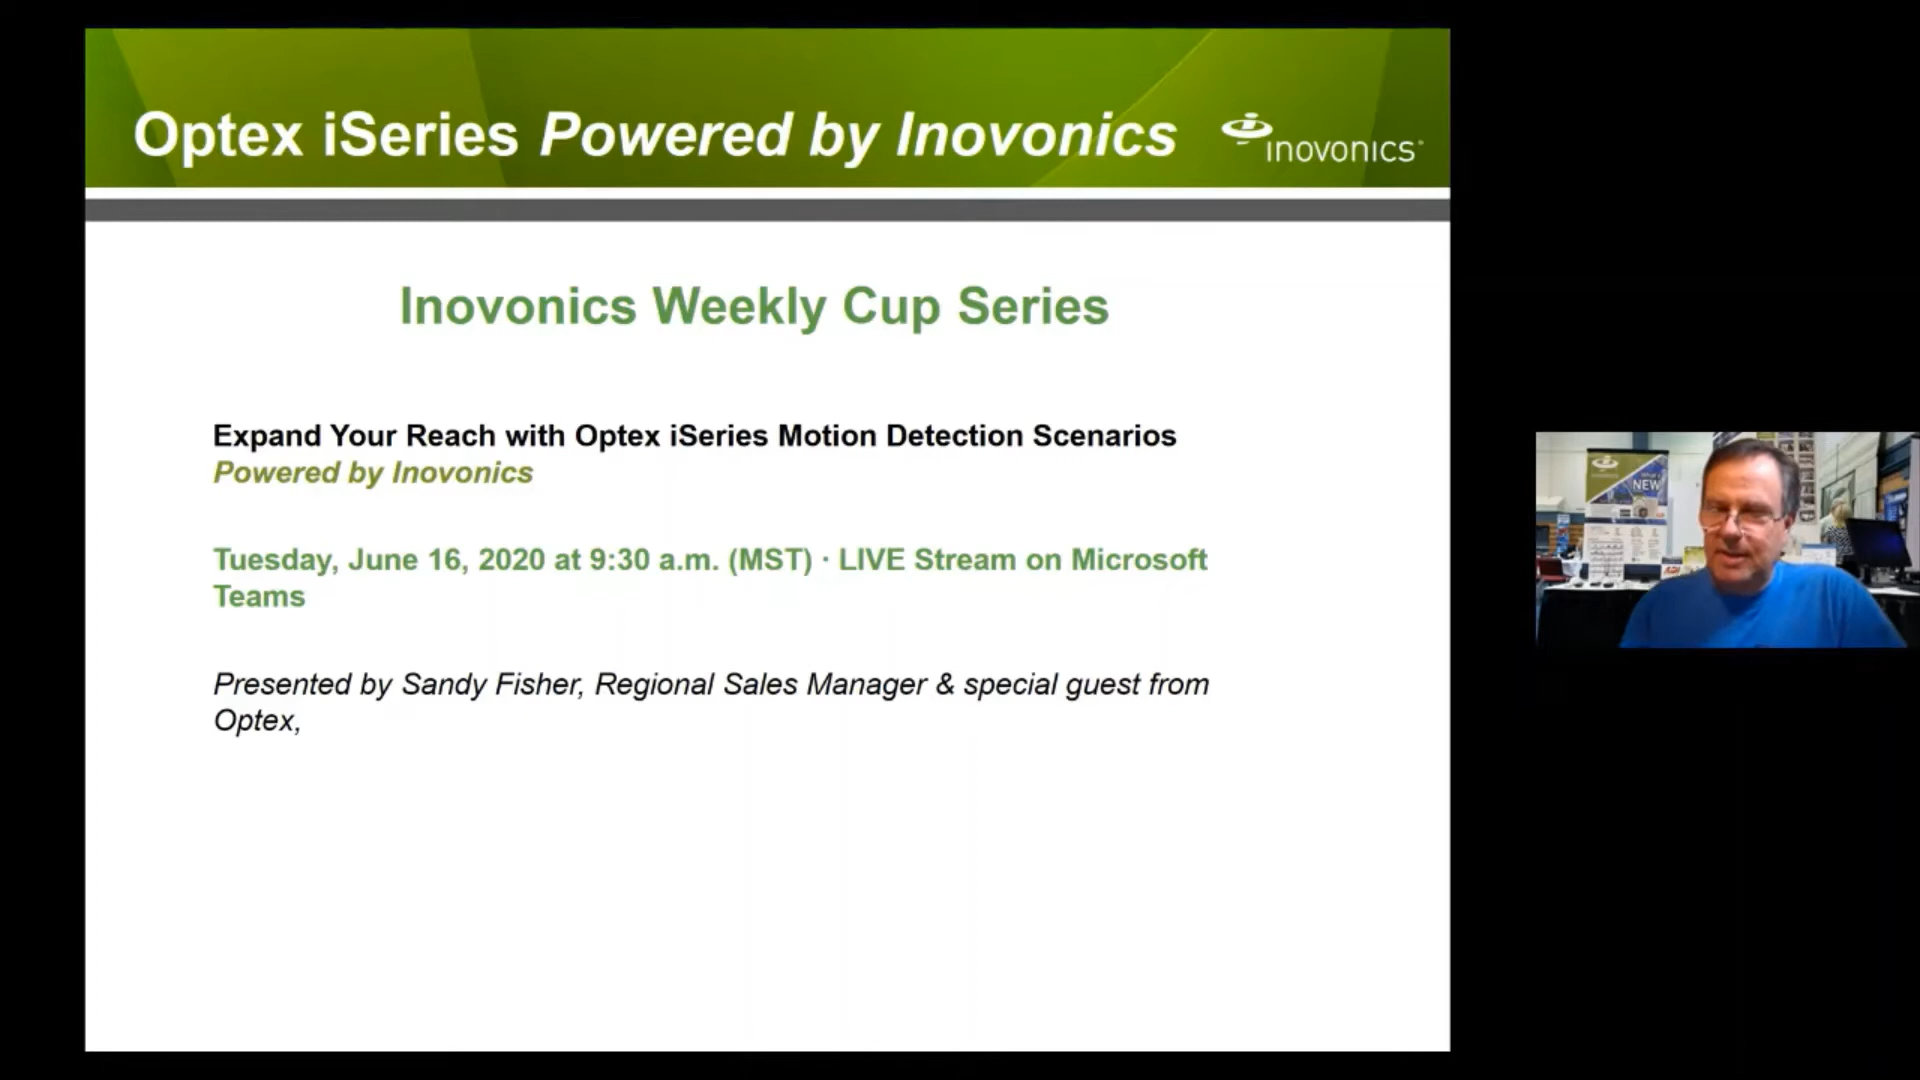 Optex iSeries Powered by Inovonics
inovonics
Inovonics Weekly Cup Series
Expand Your Reach with Optex iSeries Motion Detection Scenarios
Powered by Inovonics
Tuesday, June 16, 2020 at 9:30 a.m. (MST) · LIVE Stream on Microsoft
Teams
Presented by Sandy Fisher, Regional Sales Manager & special guest from
Optex,
NEW